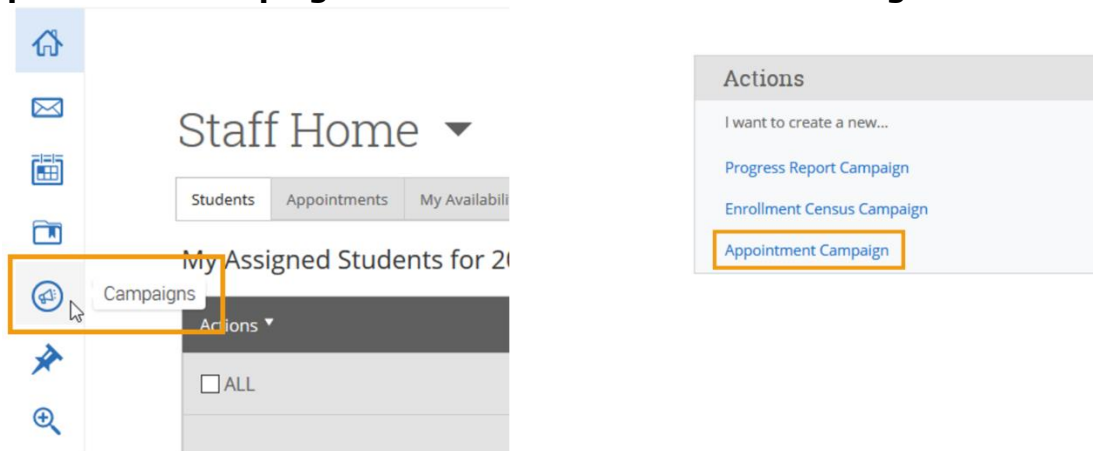 Staff Home
Students Appointments My Availabili
My Assigned Students for 20
Campaigns
Actions
ALL
Actions
I want to create a new...
Progress Report Campaign
Enrollment Census Campaign
Appointment Campaign